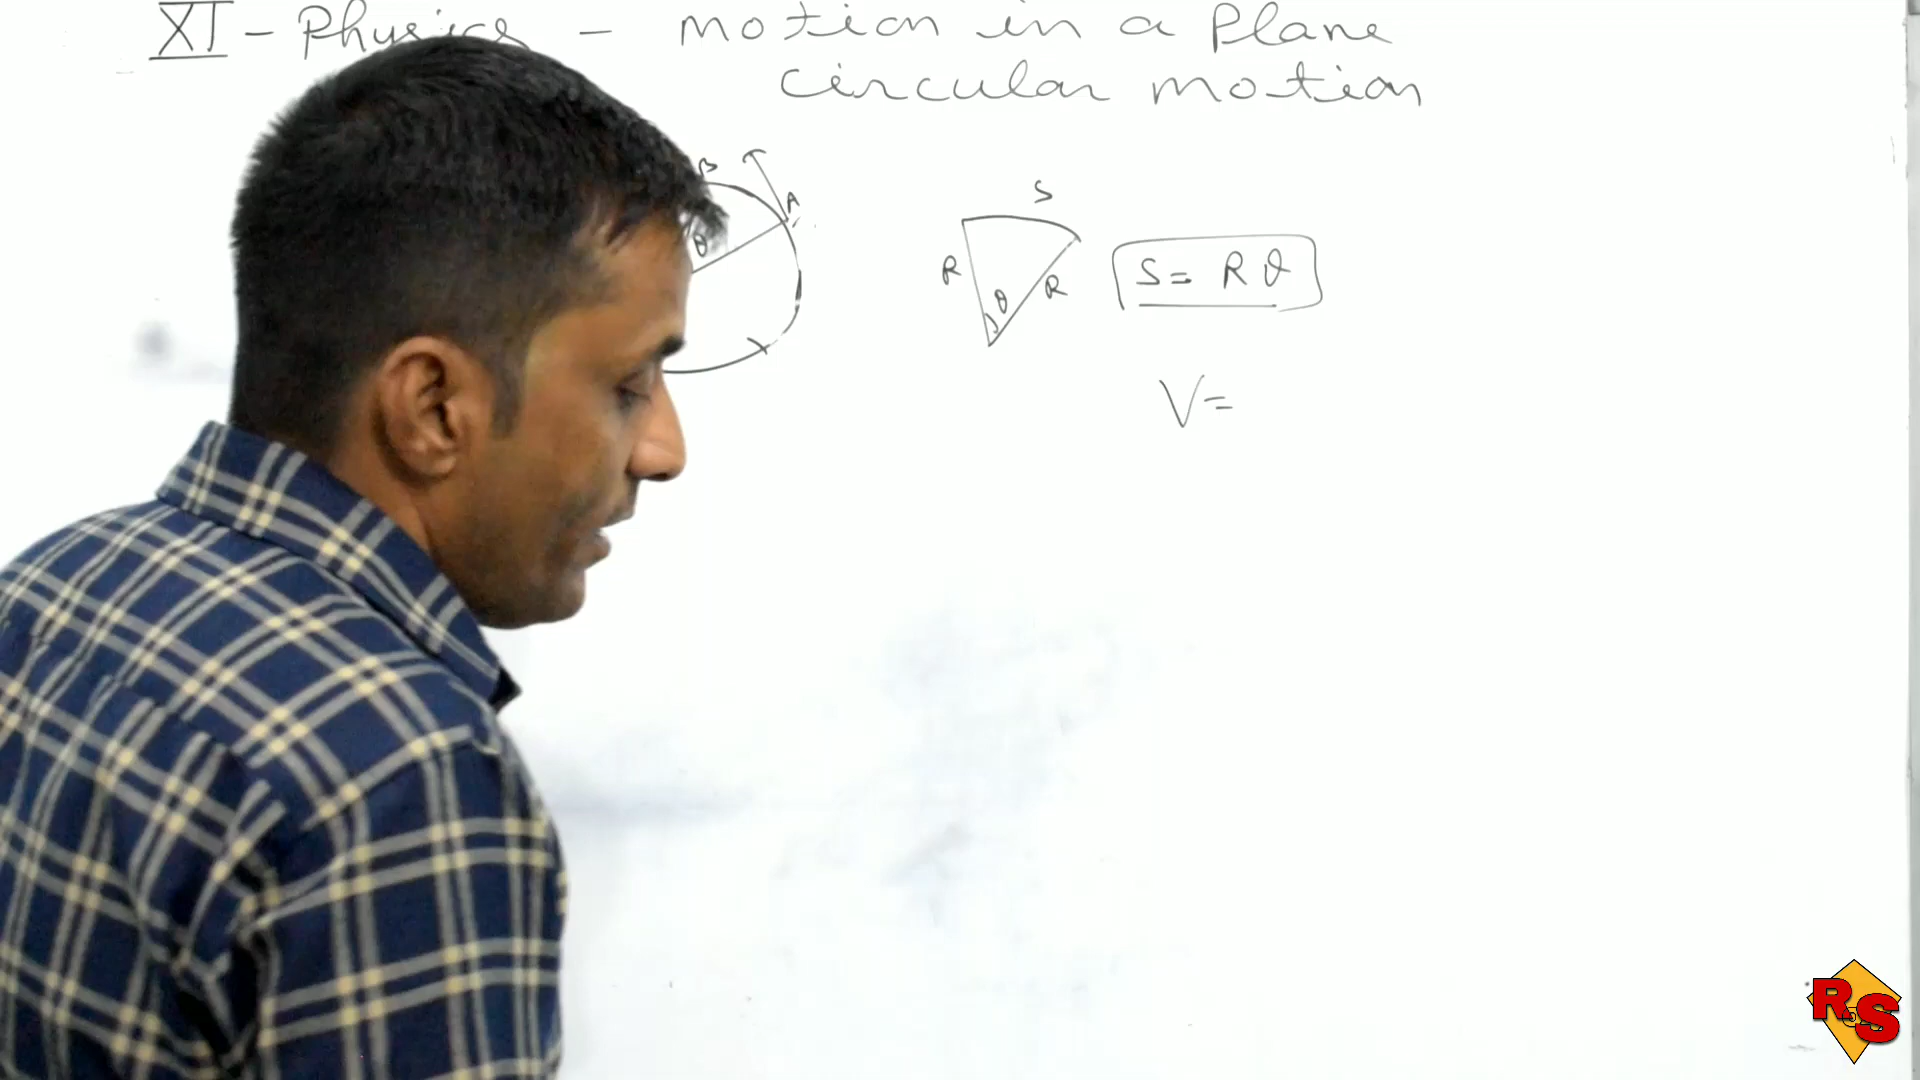 XI - Physics - motion in a Plane
circular motion
B
A
θ
S
R
θ
R
S = Rθ
V=
RS